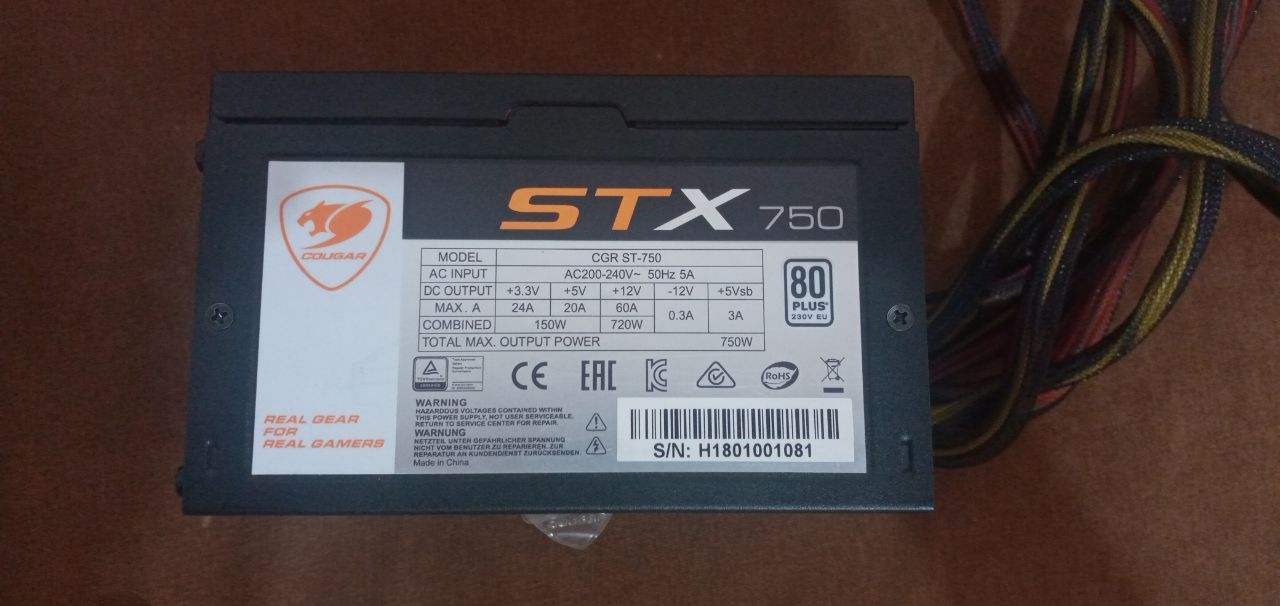 COUGAR
REAL GEAR
FOR
REAL GAMERS
STX 750
MODEL CGR ST-750
AC INPUT AC200-240V~ 50Hz 5A
DC OUTPUT +3.3V +5V +12V -12V +5Vsb
MAX. A 24A 20A 60A 0.3A 3A
COMBINED 150W 720W
TOTAL MAX. OUTPUT POWER 750W
80
PLUS
230V EU
TÜVRheinland
CE EAC RoHS
WARNING
HAZARDOUS VOLTAGES CONTAINED WITHIN
THIS POWER SUPPLY, NOT USER SERVICEABLE.
RETURN TO SERVICE CENTER FOR REPAIR.
WARNUNG
NETZTEIL UNTER GEFÄHRLICHER SPANNUNG
NICHT VOM BENUTZER ZU REPARIEREN. ZUR
REPARATUR AN KUNDENDIENST ZURÜCKSENDEN.
Made in China
S/N: H1801001081